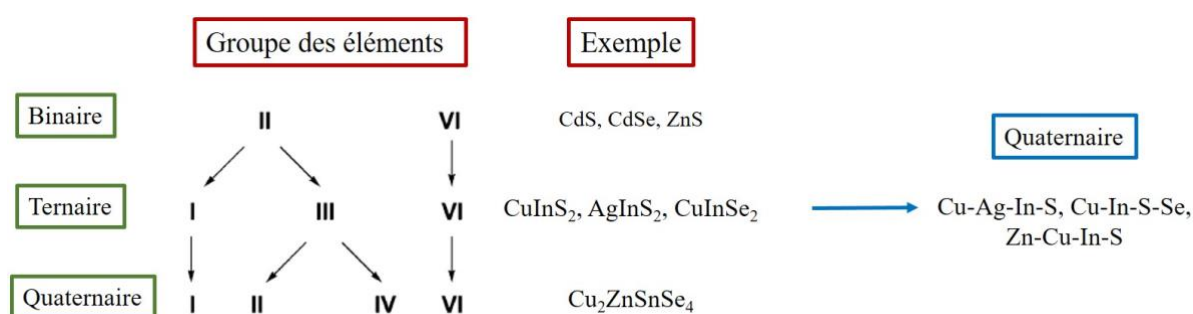 Groupe des éléments Exemple
Binaire II VI CdS, CdSe, ZnS
Quaternaire
Ternaire I III VI CuInS₂, AgInS₂, CuInSe₂
Cu-Ag-In-S, Cu-In-S-Se,
Zn-Cu-In-S
Quaternaire I II IV VI Cu₂ZnSnSe₄